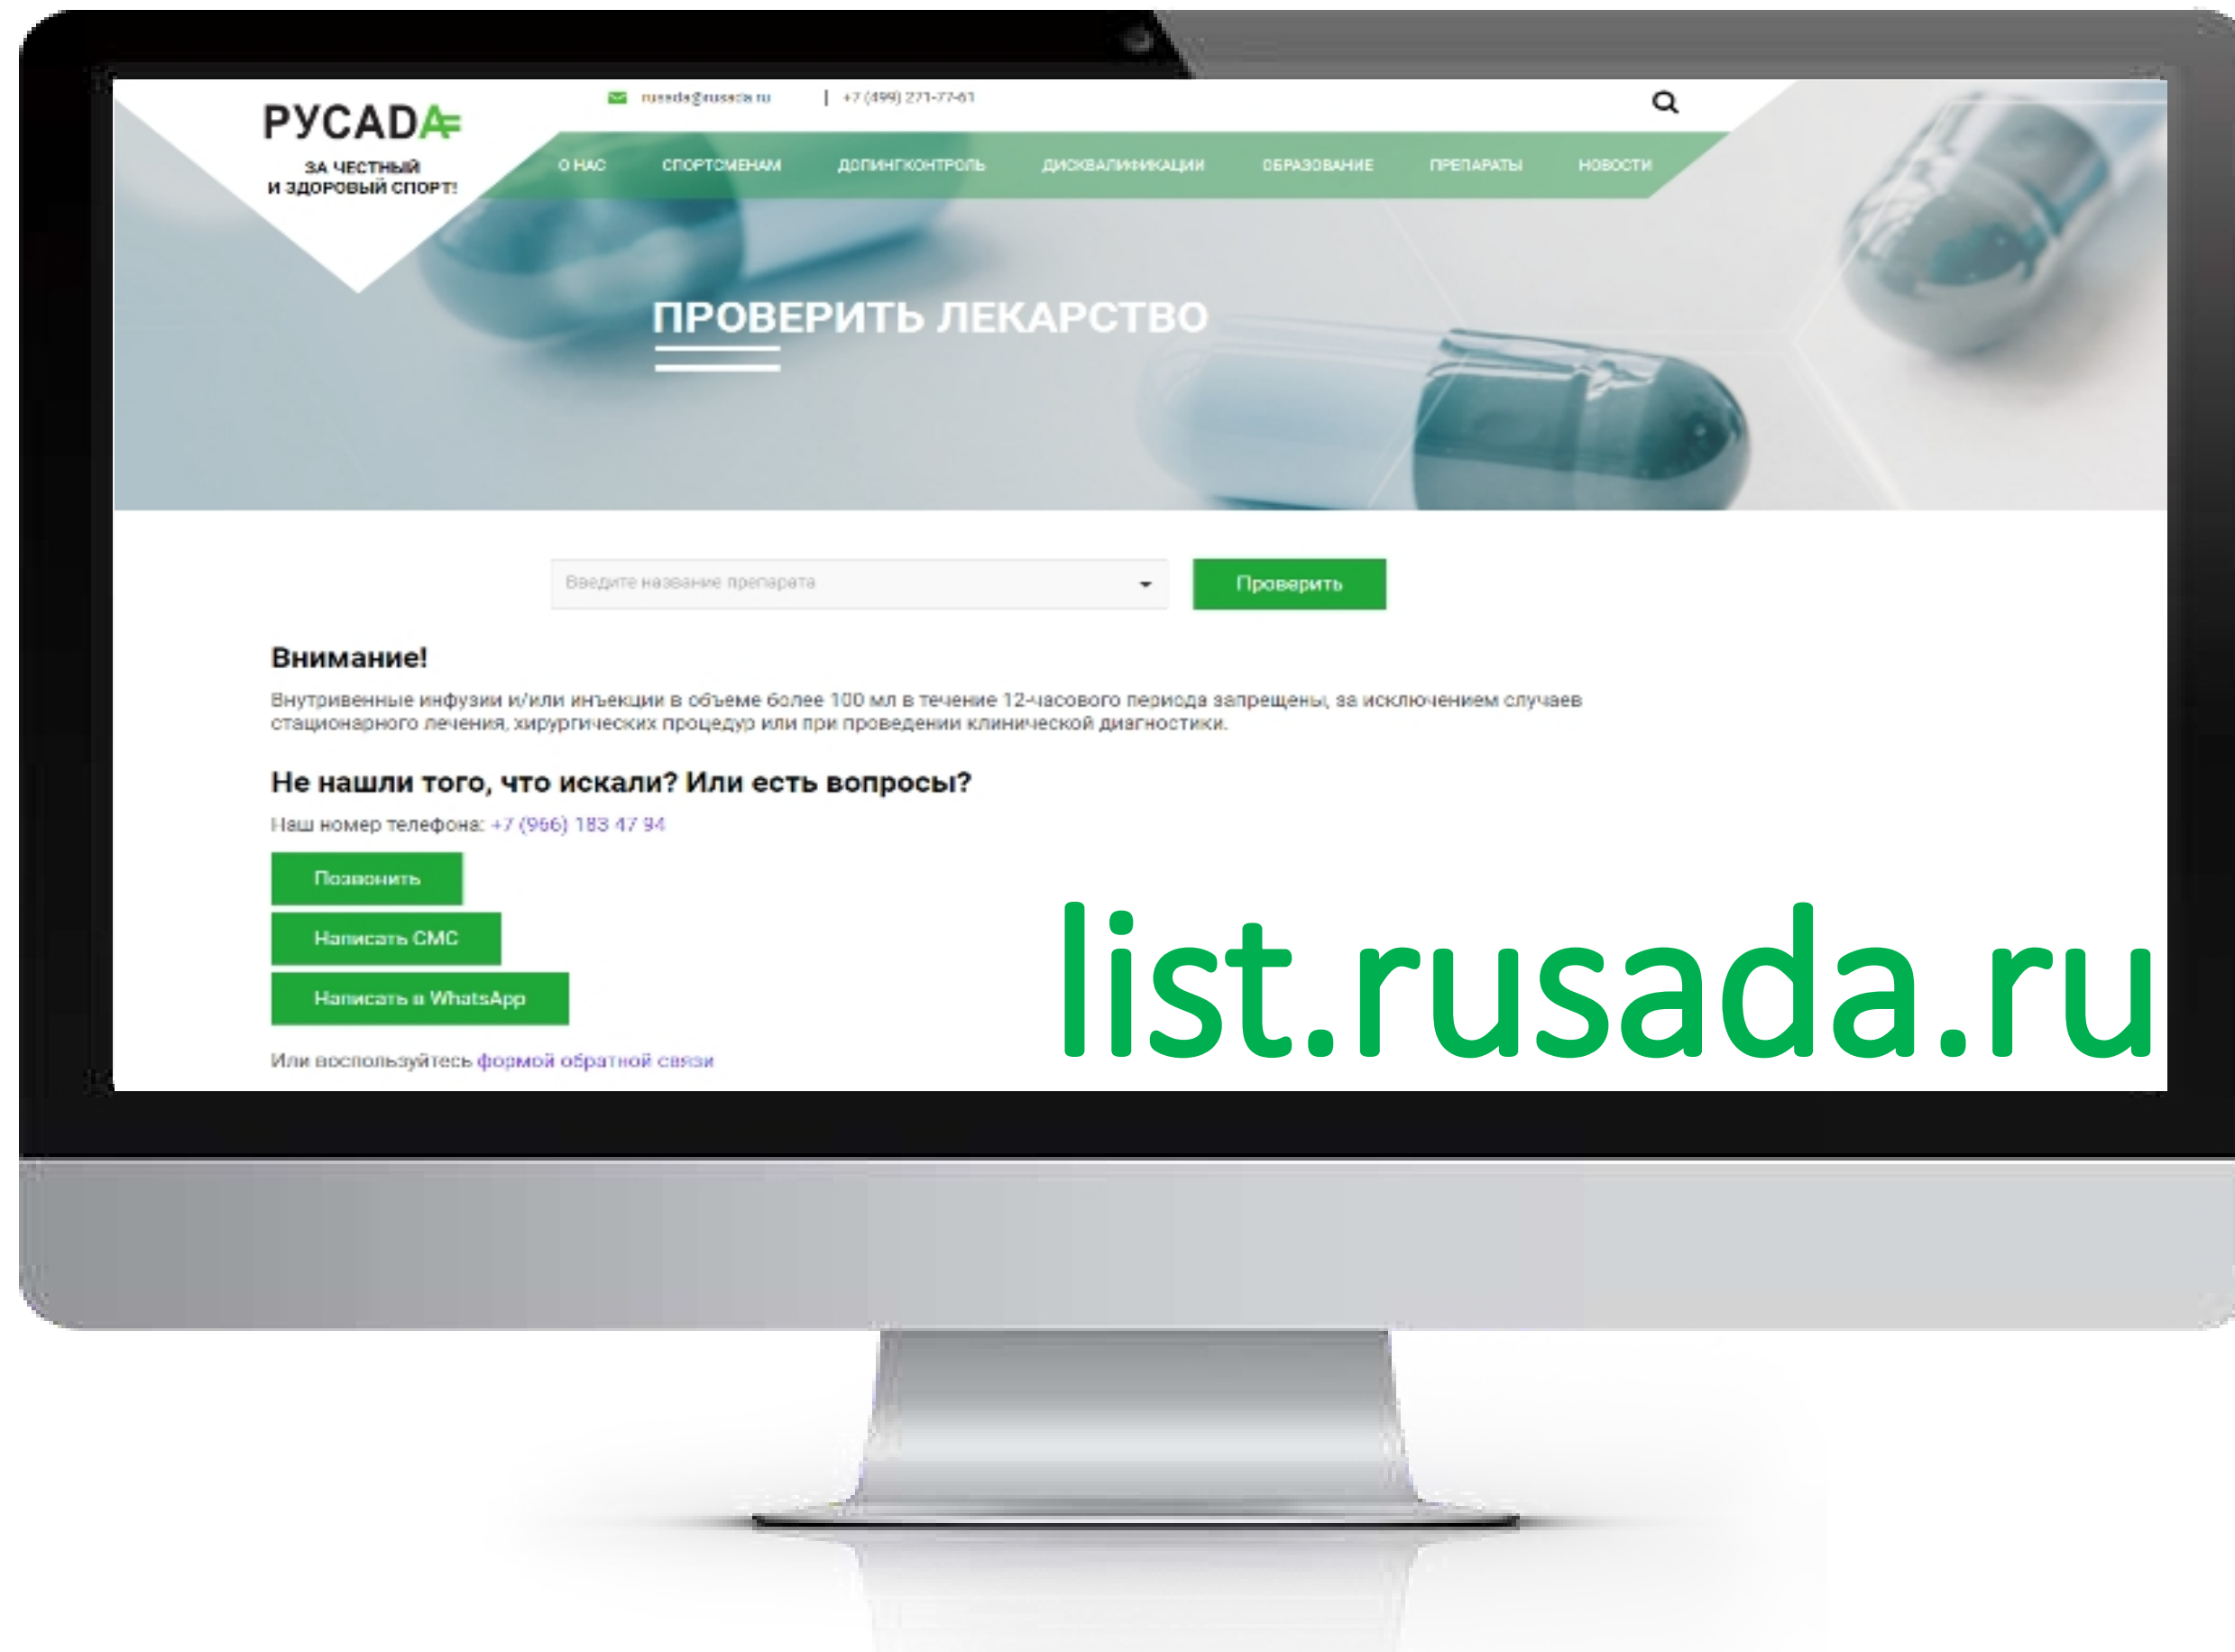 РУСАДА
ЗА ЧЕСТНЫЙ
И ЗДОРОВЫЙ СПОРТ!
rusada@rusada.ru | +7 (499) 271-77-61
О НАС СПОРТСМЕНАМ ДОПИНГКОНТРОЛЬ ДИСКВАЛИФИКАЦИИ ОБРАЗОВАНИЕ ПРЕПАРАТЫ НОВОСТИ
ПРОВЕРИТЬ ЛЕКАРСТВО
Введите название препарата Проверить
Внимание!
Внутривенные инфузии и/или инъекции в объеме более 100 мл в течение 12-часового периода запрещены, за исключением случаев
стационарного лечения, хирургических процедур или при проведении клинической диагностики.
Не нашли того, что искали? Или есть вопросы?
Наш номер телефона: +7 (966) 183 47 94
Позвонить
Написать СМС
Написать в WhatsApp
Или воспользуйтесь формой обратной связи
list.rusada.ru